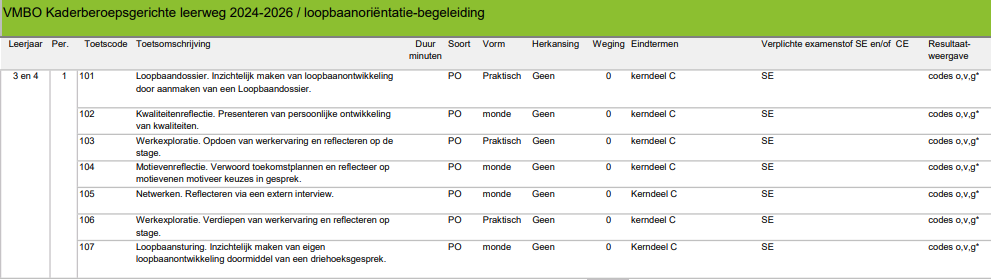 VMBO Kaderberoepsgerichte leerweg 2024-2026 / loopbaanoriëntatie-begeleiding
Leerjaar Per. Toetscode Toetsomschrijving Duur minuten Soort Vorm Herkansing Weging Eindtermen Verplichte examenstof SE en/of CE Resultaat-weergave
3 en 4 1 101 Loopbaandossier. Inzichtelijk maken van loopbaanontwikkeling PO Praktisch Geen 0 kerndeel C SE codes o,v,g*
door aanmaken van een Loopbaandossier.
102 Kwaliteitenreflectie. Presenteren van persoonlijke ontwikkeling PO monde Geen 0 kerndeel C SE codes o,v,g*
van kwaliteiten.
103 Werkexploratie. Opdoen van werkervaring en reflecteren op de PO Praktisch Geen 0 kerndeel C SE codes o,v,g*
stage.
104 Motievenreflectie. Verwoord toekomstplannen en reflecteer op PO monde Geen 0 kerndeel C SE codes o,v,g*
motievenen motiveer keuzes in gesprek.
105 Netwerken. Reflecteren via een extern interview. PO monde Geen 0 Kerndeel C SE codes o,v,g*
106 Werkexploratie. Verdiepen van werkervaring en reflecteren op PO Praktisch Geen 0 kerndeel C SE codes o,v,g*
stage.
107 Loopbaansturing. Inzichtelijk maken van eigen PO monde Geen 0 Kerndeel C SE codes o,v,g*
loopbaanontwikkeling doormiddel van een driehoeksgesprek.